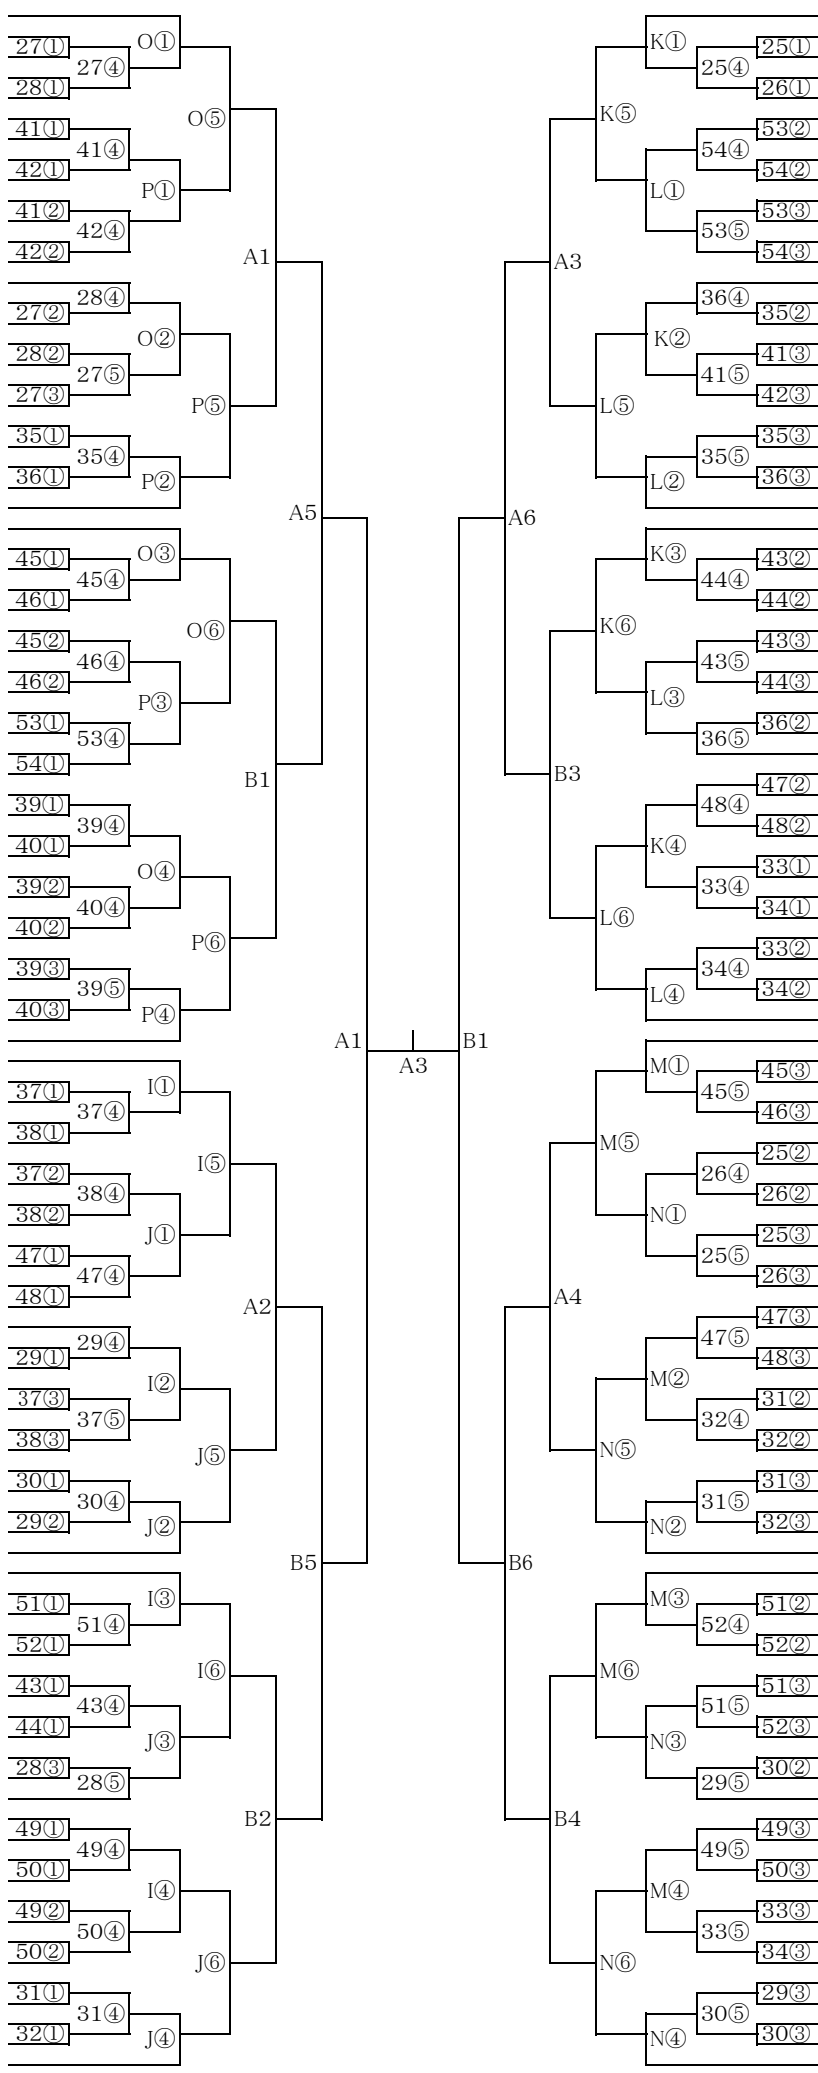 O① K①
27① 25①
27④ 25④
28① 26①
O⑤ K⑤
41① 53②
41④ 54④
42① 54②
P① L①
41② 53③
42④ 53⑤
42② 54③
A1 A3
28④ 36④
27② 35②
O② K②
28② 41③
27⑤ 41⑤
27③ 42③
P⑤ L⑤
35① 35③
35④ 35⑤
36① 36③
P② L②
A5 A6
O③ K③
45① 43②
45④ 44④
46① 44②
O⑥ K⑥
45② 43③
46④ 43⑤
46② 44③
P③ L③
53① 36②
53④ 36⑤
54①
B1 B3
39① 47②
39④ 48④
40① 48②
O④ K④
39② 33①
40④ 33④
40② 34①
P⑥ L⑥
39③ 33②
39⑤ 34④
40③ 34②
P④ L④
A1 B1
A3
I① M①
37① 45③
37④ 45⑤
38① 46③
I⑤ M⑤
37② 25②
38④ 26④
38② 26②
J① N①
47① 25③
47④ 25⑤
48① 26③
A2 A4
29④ 47③
29① 47⑤
48③
I② M②
37③ 31②
37⑤ 32④
38③ 32②
J⑤ N⑤
30① 31③
30④ 31⑤
29② 32③
J② N②
B5 B6
I③ M③
51① 51②
51④ 52④
52① 52②
I⑥ M⑥
43① 51③
43④ 51⑤
44① 52③
J③ N③
28③ 30②
28⑤ 29⑤
B2 B4
49① 49③
49④ 49⑤
50① 50③
I④ M④
49② 33③
50④ 33⑤
50② 34③
J⑥ N⑥
31① 29③
31④ 30⑤
32① 30③
J④ N④